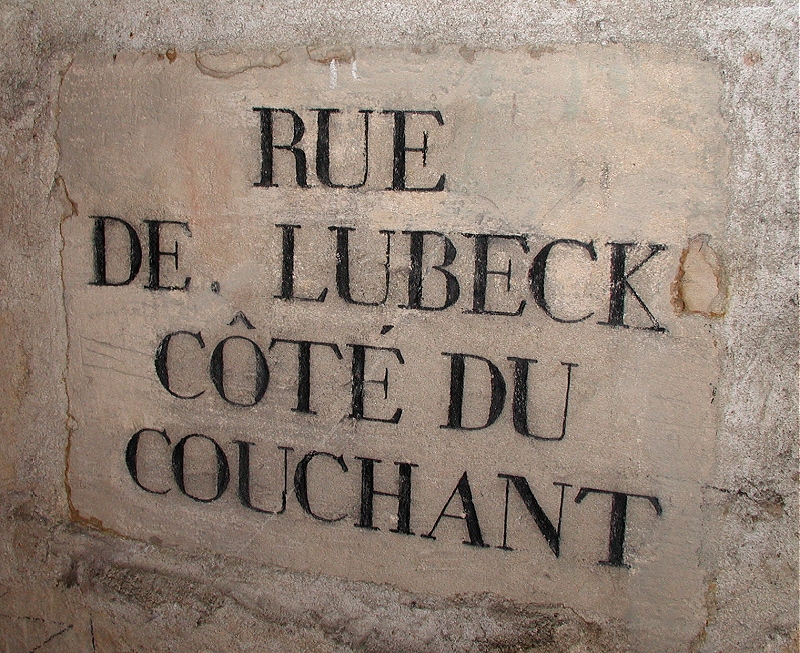 RUE
DE. LUBECK
CÔTÉ DU
COUCHANT